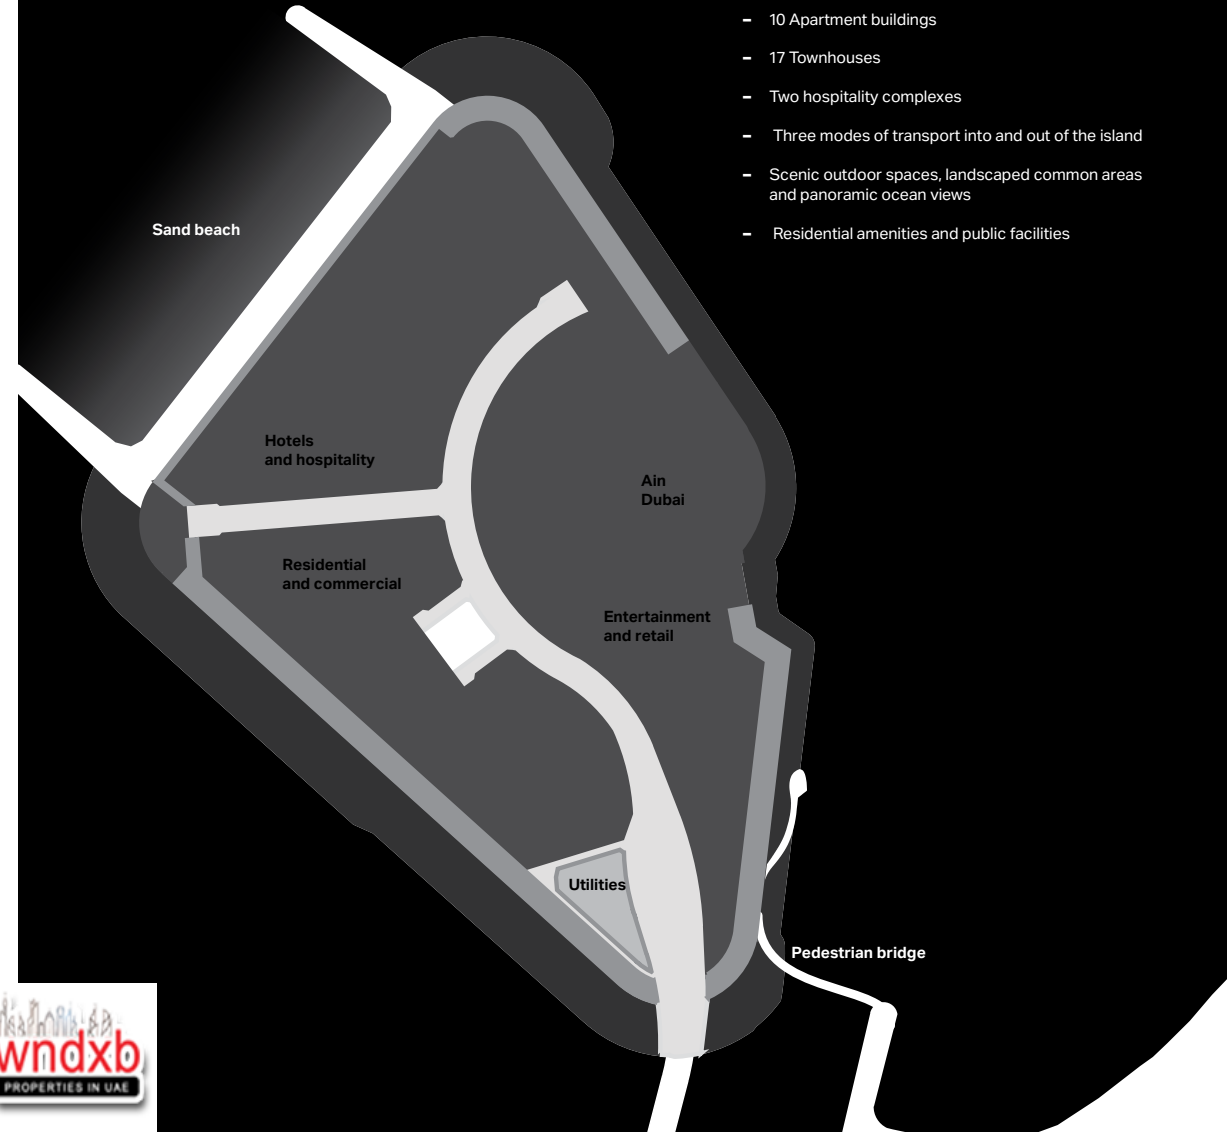 – 10 Apartment buildings
– 17 Townhouses
– Two hospitality complexes
– Three modes of transport into and out of the island
– Scenic outdoor spaces, landscaped common areas
and panoramic ocean views
– Residential amenities and public facilities
Sand beach
Hotels
and hospitality
Ain
Dubai
Residential
and commercial
Entertainment
and retail
Utilities
Pedestrian bridge
wndxb
PROPERTIES IN UAE